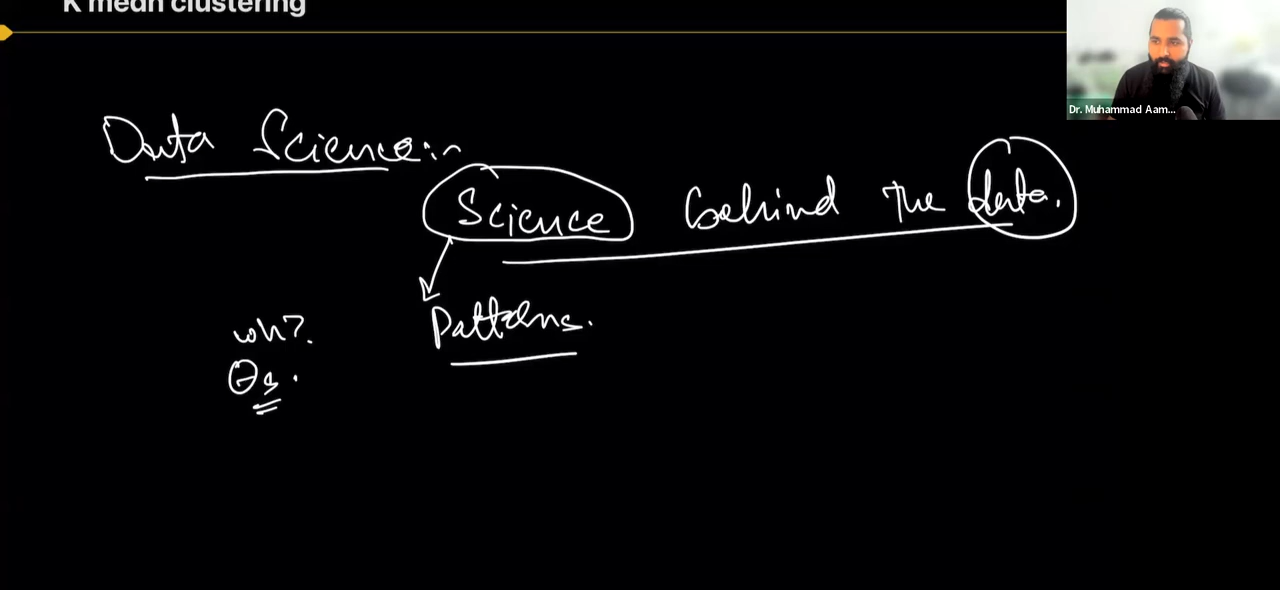 K mean clustering
Dr. Muhammad Aam...
Data Science:~
Science behind the data.
Patterns.
wh?
Qs.